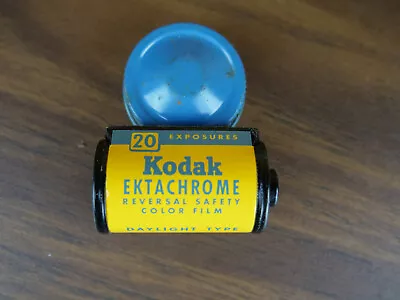 20 EXPOSURES
Kodak
EKTACHROME
REVERSAL SAFETY
COLOR FILM
DAYLIGHT TYPE